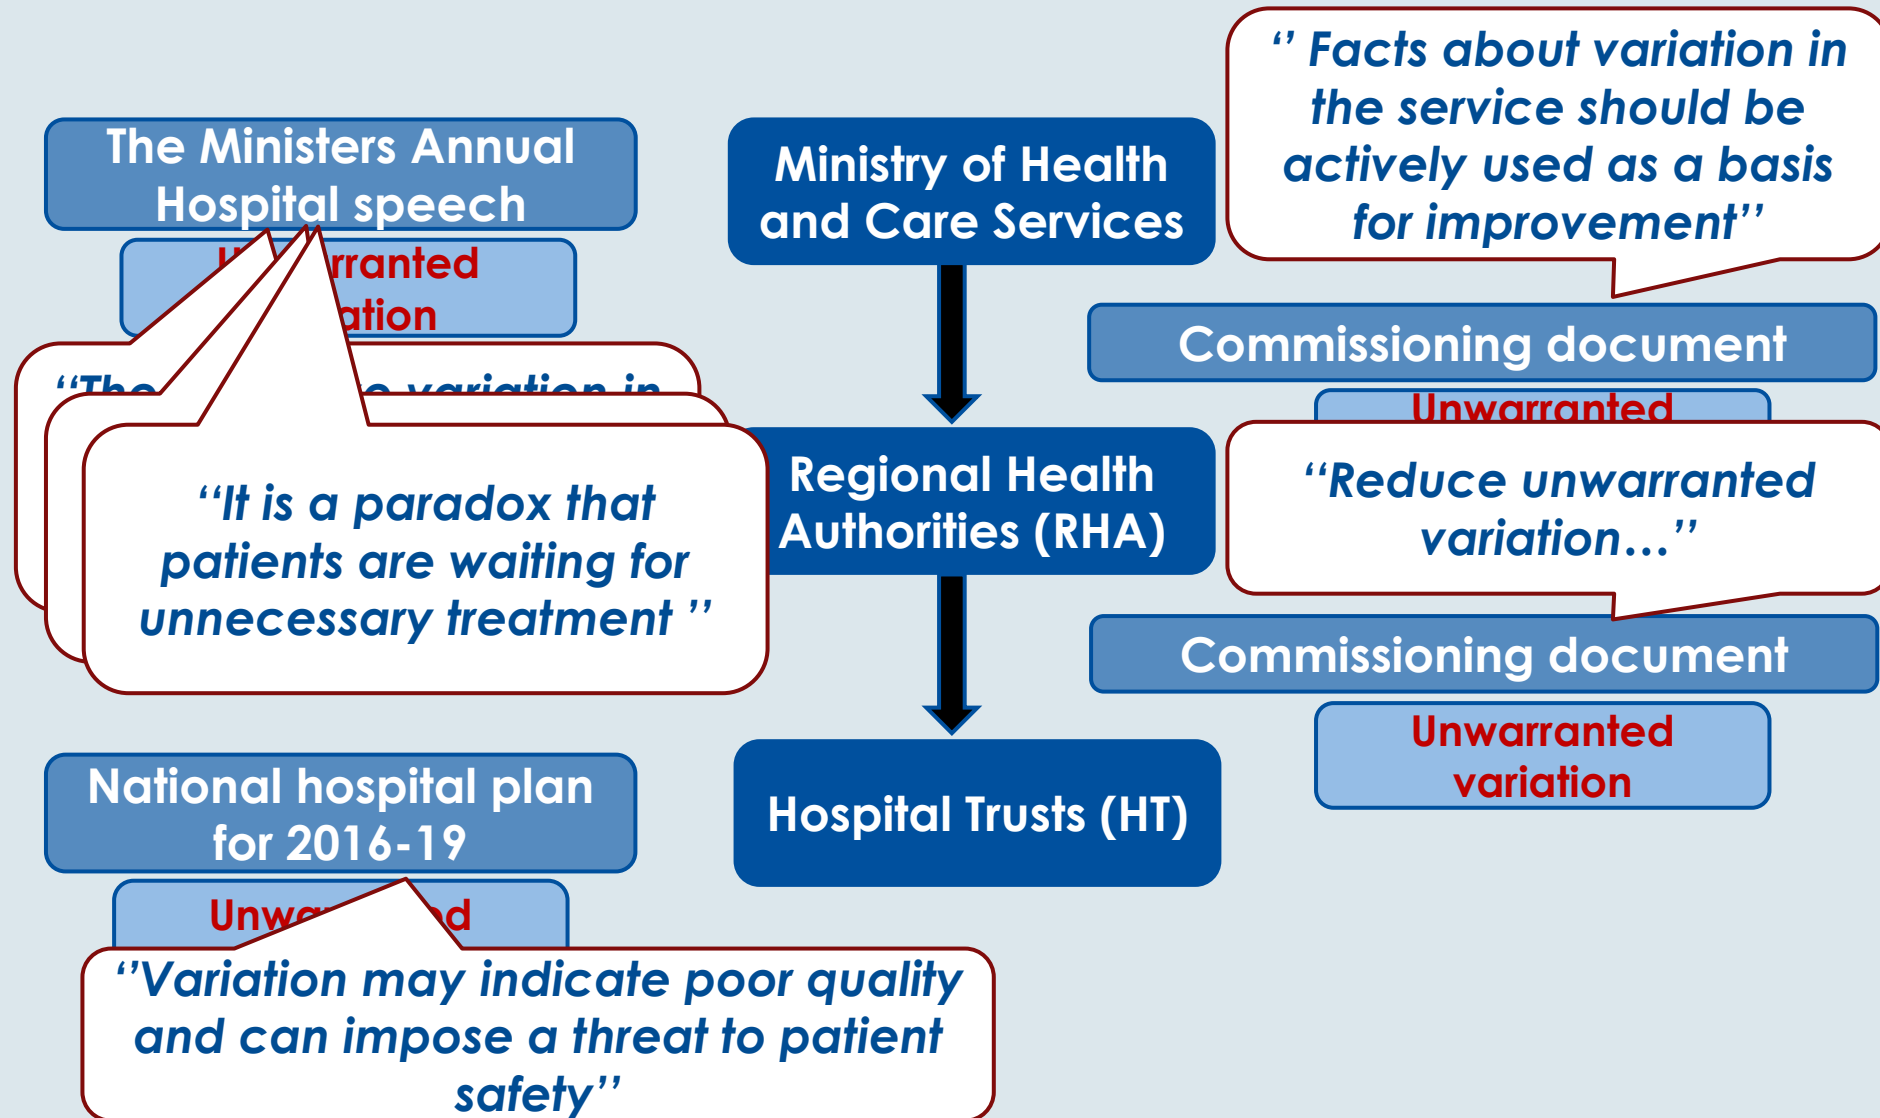 The Ministers Annual
Hospital speech
variation in
‘‘It is a paradox that
patients are waiting for
unnecessary treatment ’’
National hospital plan
for 2016-19
‘’Variation may indicate poor quality
and can impose a threat to patient
safety’’
Ministry of Health
and Care Services
Regional Health
Authorities (RHA)
Hospital Trusts (HT)
‘’ Facts about variation in
the service should be
actively used as a basis
for improvement’’
Commissioning document
Unwarranted
‘‘Reduce unwarranted
variation…’’
Commissioning document
Unwarranted
variation